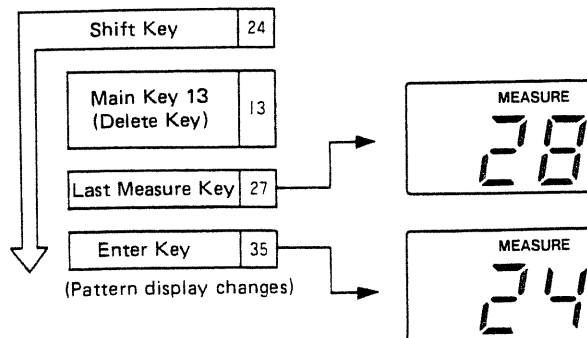 Shift Key 24
Main Key 13
(Delete Key) 13
MEASURE
28
Last Measure Key 27
MEASURE
24
Enter Key 35
(Pattern display changes)